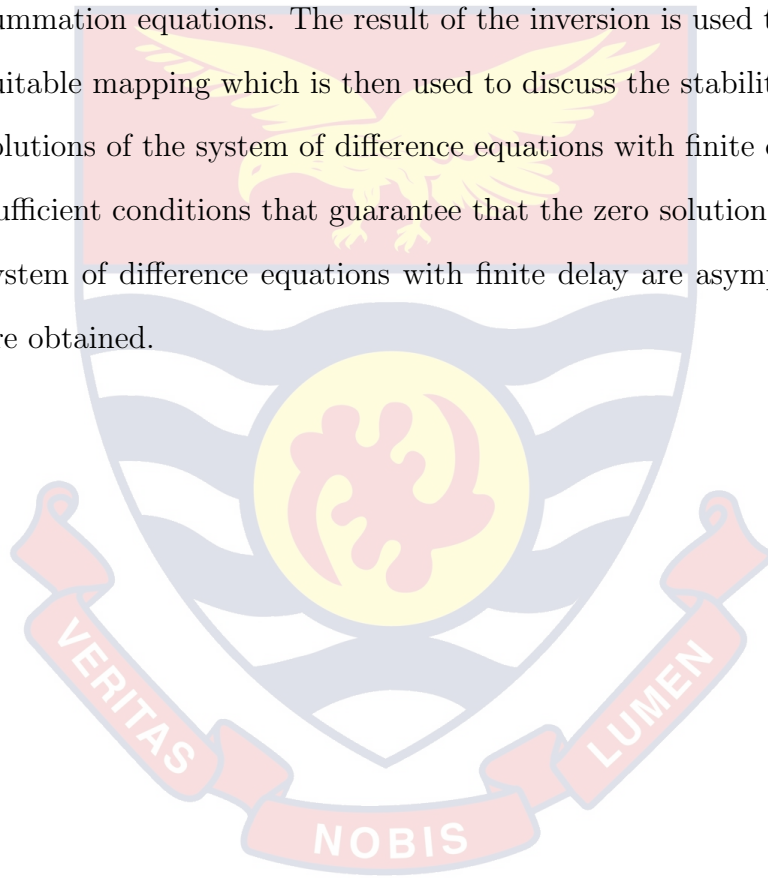 ummation equations. The result of the inversion is used t
uitable mapping which is then used to discuss the stabilit
olutions of the system of difference equations with finite
ufficient conditions that guarantee that the zero solution
ystem of difference equations with finite delay are asymp
re obtained.
VERITAS
NOBIS
LUMEN